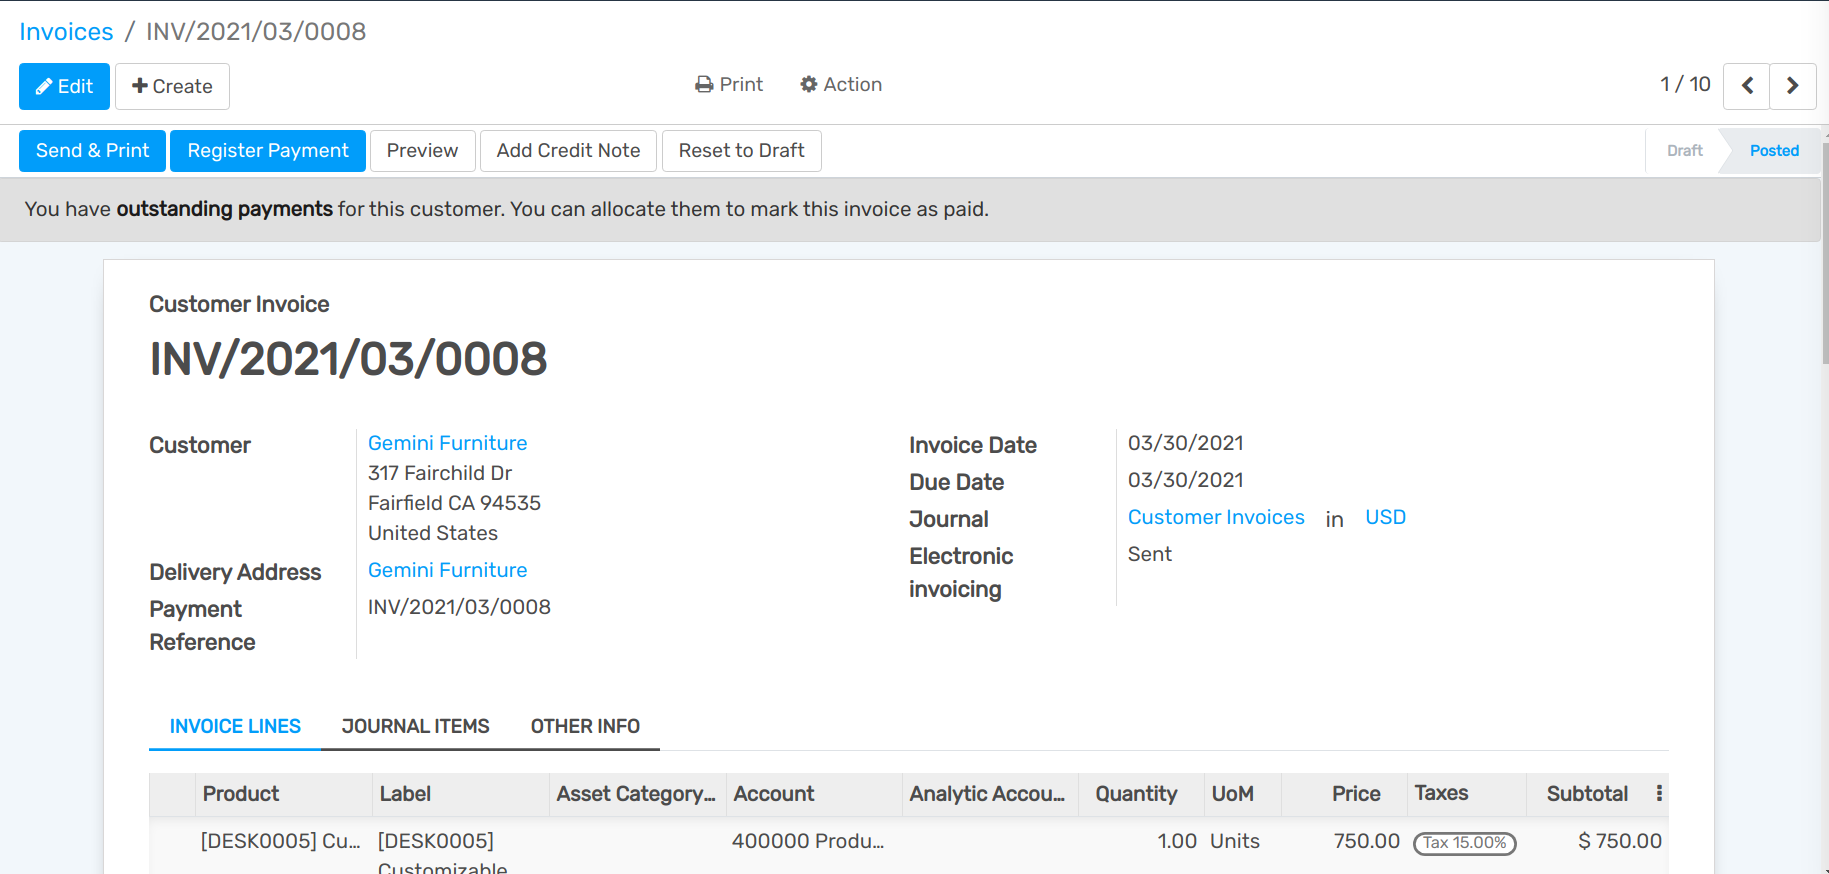 Invoices / INV/2021/03/0008
Edit Create Print Action 1 / 10
Send & Print Register Payment Preview Add Credit Note Reset to Draft Draft Posted
You have outstanding payments for this customer. You can allocate them to mark this invoice as paid.
Customer Invoice
INV/2021/03/0008
Customer Gemini Furniture
317 Fairchild Dr
Fairfield CA 94535
United States
Delivery Address Gemini Furniture
Payment Reference INV/2021/03/0008
Invoice Date 03/30/2021
Due Date 03/30/2021
Journal Customer Invoices in USD
Electronic invoicing Sent
INVOICE LINES JOURNAL ITEMS OTHER INFO
Product Label Asset Category... Account Analytic Accou... Quantity UoM Price Taxes Subtotal
[DESK0005] Cu... [DESK0005] 400000 Produ... 1.00 Units 750.00 Tax 15.00% $ 750.00
Customizable